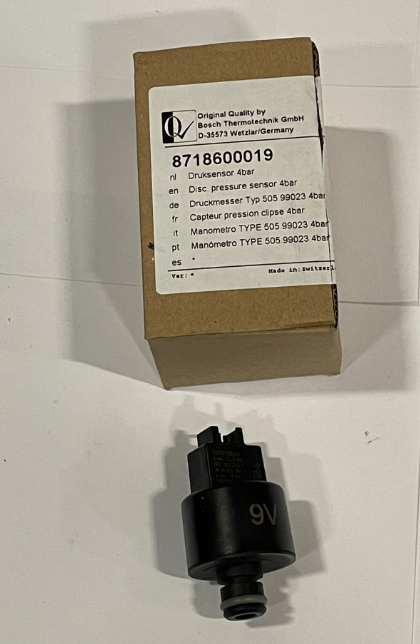 Original Quality by
Bosch Thermotechnik GmbH
D-35573 Wetzlar/Germany
8718600019
nl Druksensor 4bar
en Disc. pressure sensor 4bar
de Druckmesser Typ 505.99023 4bar
fr Capteur pression clipse 4bar
it Manometro TYPE 505.99023 4bar
pt Manómetro TYPE 505.99023 4bar
es *
Ver: * Made in: Switzerl
9V